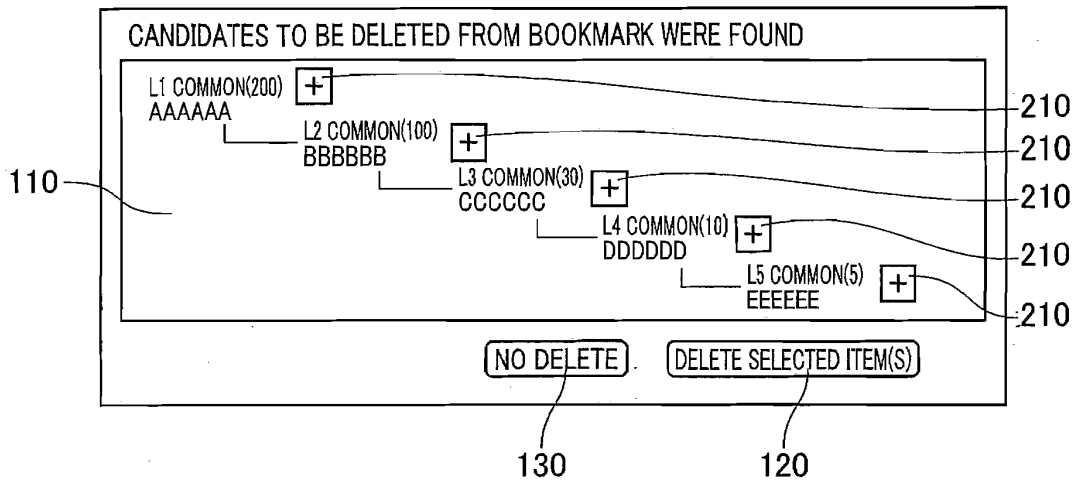 CANDIDATES TO BE DELETED FROM BOOKMARK WERE FOUND
L1 COMMON(200) +
AAAAAA
210
L2 COMMON(100) +
BBBBBB
210
110
L3 COMMON(30) +
CCCCCC
210
L4 COMMON(10) +
DDDDDD
210
L5 COMMON(5) +
EEEEEE
210
NO DELETE
DELETE SELECTED ITEM(S)
130
120